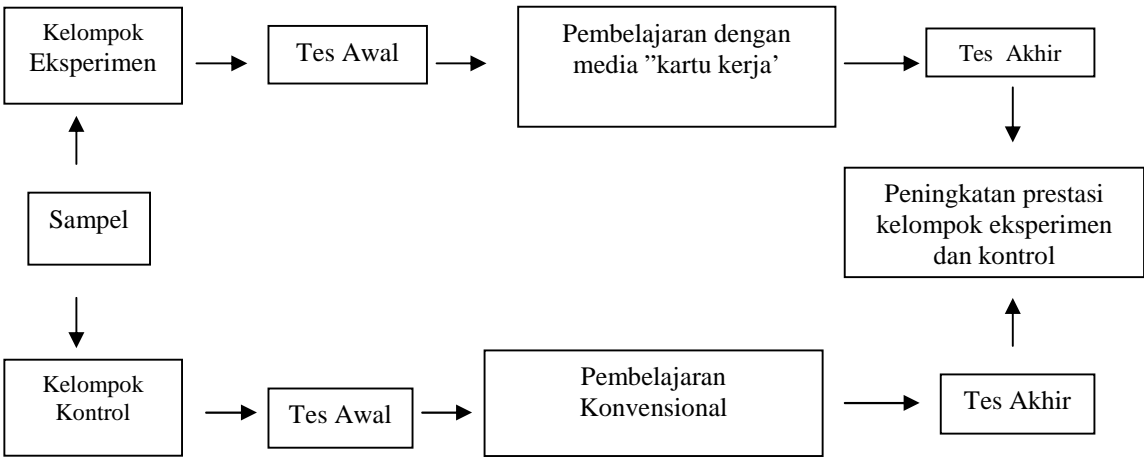 Kelompok
Eksperimen
Tes Awal
Pembelajaran dengan
media ”kartu kerja’
Tes Akhir
Sampel
Peningkatan prestasi
kelompok eksperimen
dan kontrol
Kelompok
Kontrol
Tes Awal
Pembelajaran
Konvensional
Tes Akhir